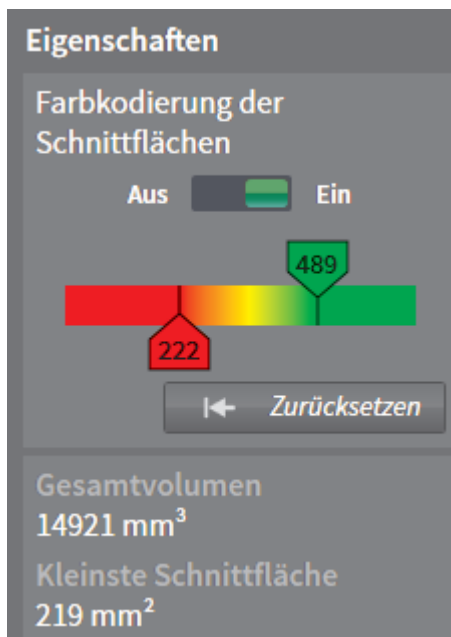 Eigenschaften
Farbkodierung der
Schnittflächen
Aus Ein
489
222
Zurücksetzen
Gesamtvolumen
14921 mm³
Kleinste Schnittfläche
219 mm²